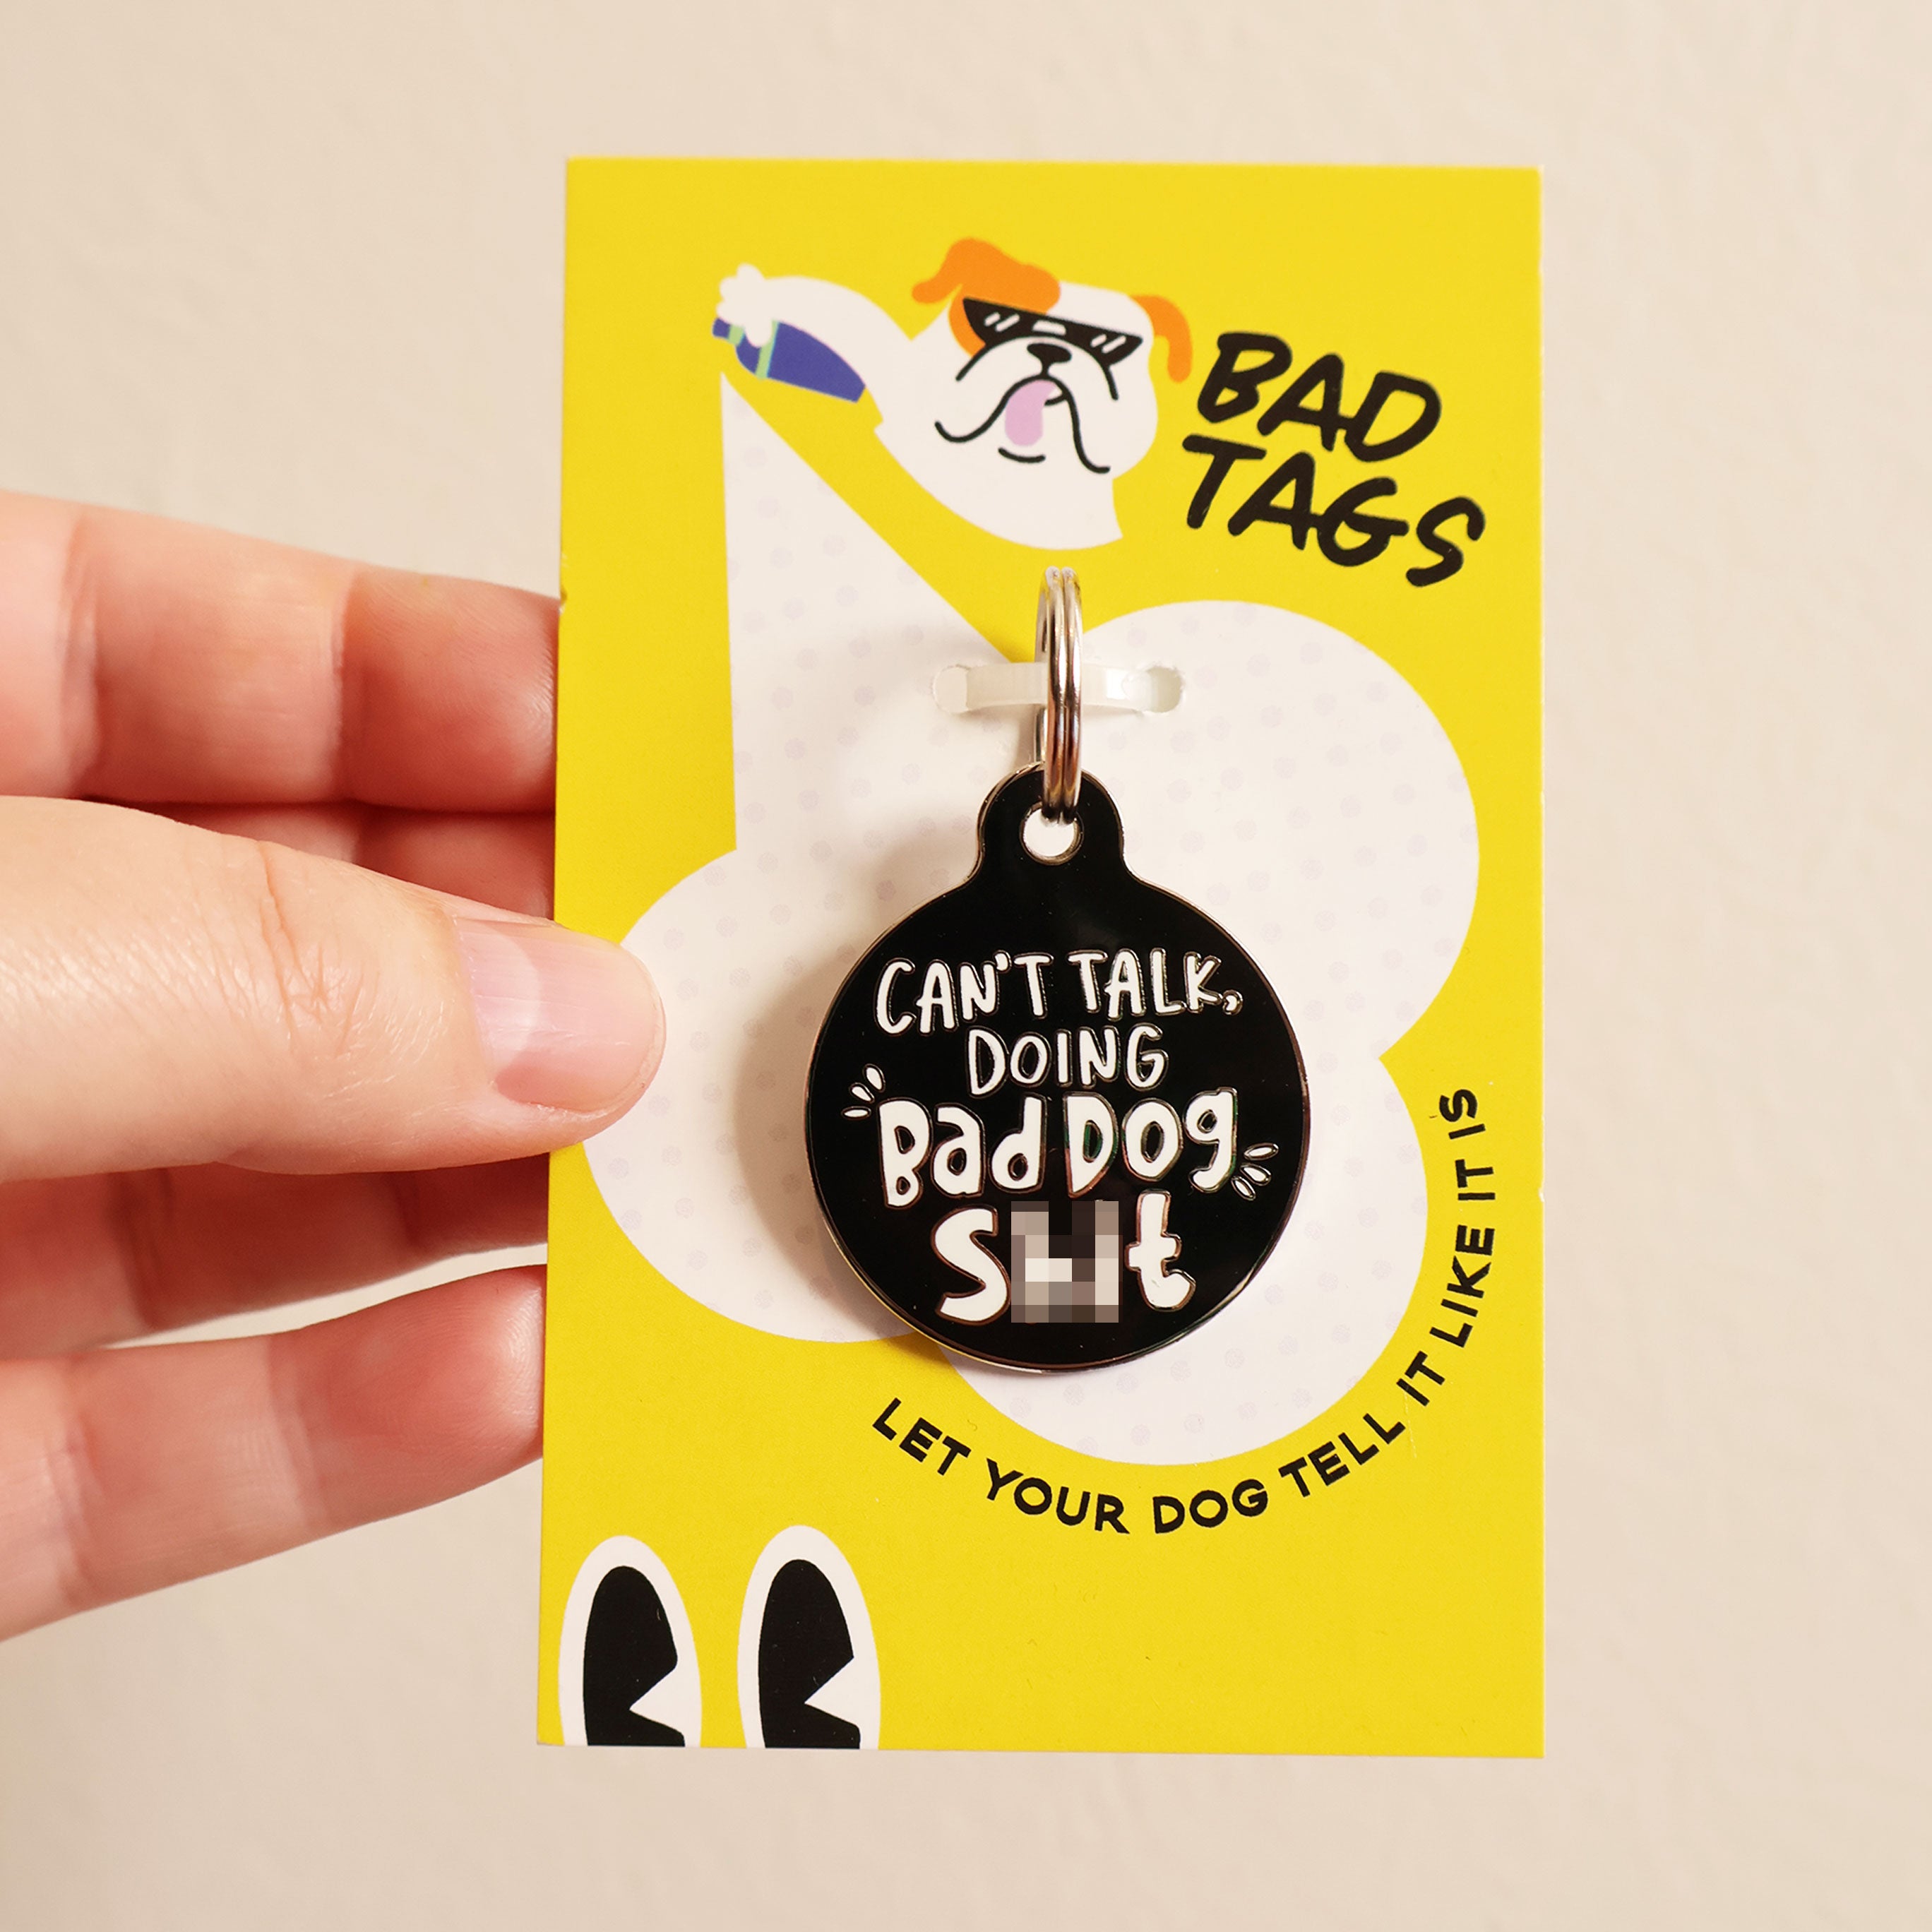 BAD
TAGS
CAN'T TALK,
DOING
Bad Dog
LET YOUR DOG TELL IT LIKE IT IS